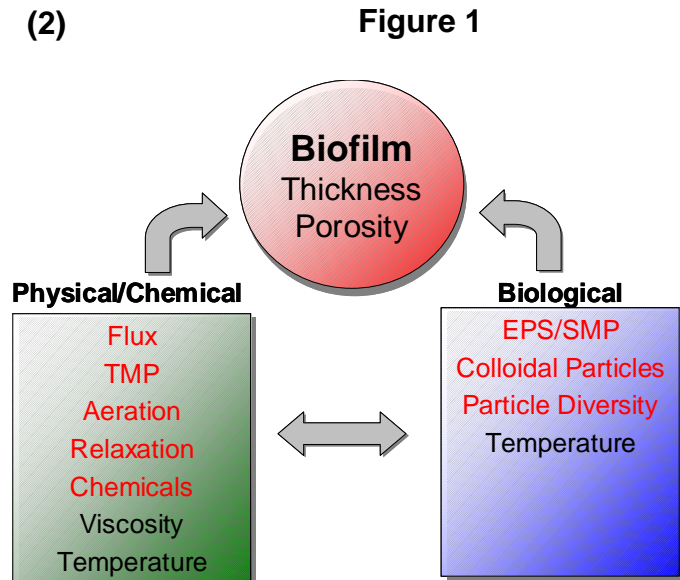 (2)
Figure 1
Biofilm
Thickness
Porosity
Physical/Chemical
Flux
TMP
Aeration
Relaxation
Chemicals
Viscosity
Temperature
Biological
EPS/SMP
Colloidal Particles
Particle Diversity
Temperature